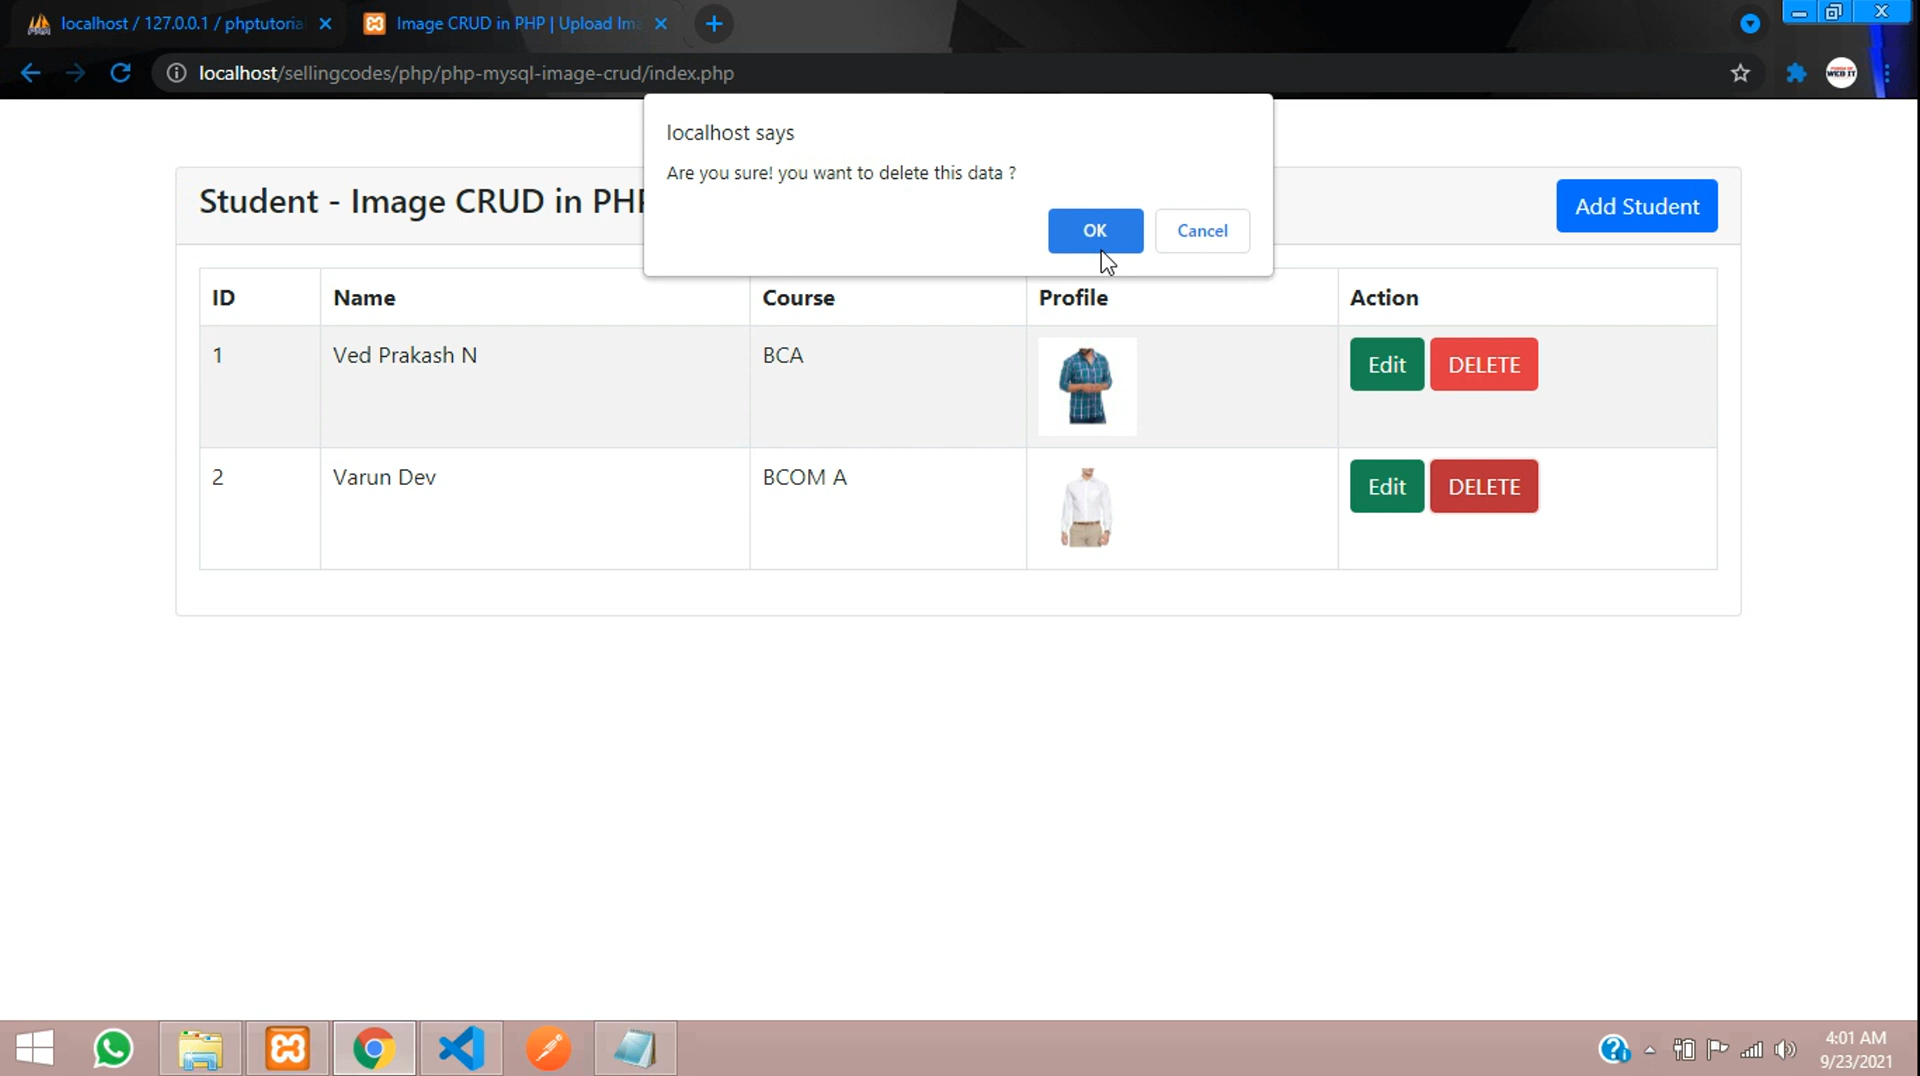 localhost / 127.0.0.1 / phptutoria
Image CRUD in PHP | Upload Ima
localhost/sellingcodes/php/php-mysql-image-crud/index.php
WEB IT
localhost says
Are you sure! you want to delete this data ?
OK
Cancel
Student - Image CRUD in PHP
Add Student
ID
Name
Course
Profile
Action
1
Ved Prakash N
BCA
Edit
DELETE
2
Varun Dev
BCOM A
Edit
DELETE
4:01 AM
9/23/2021